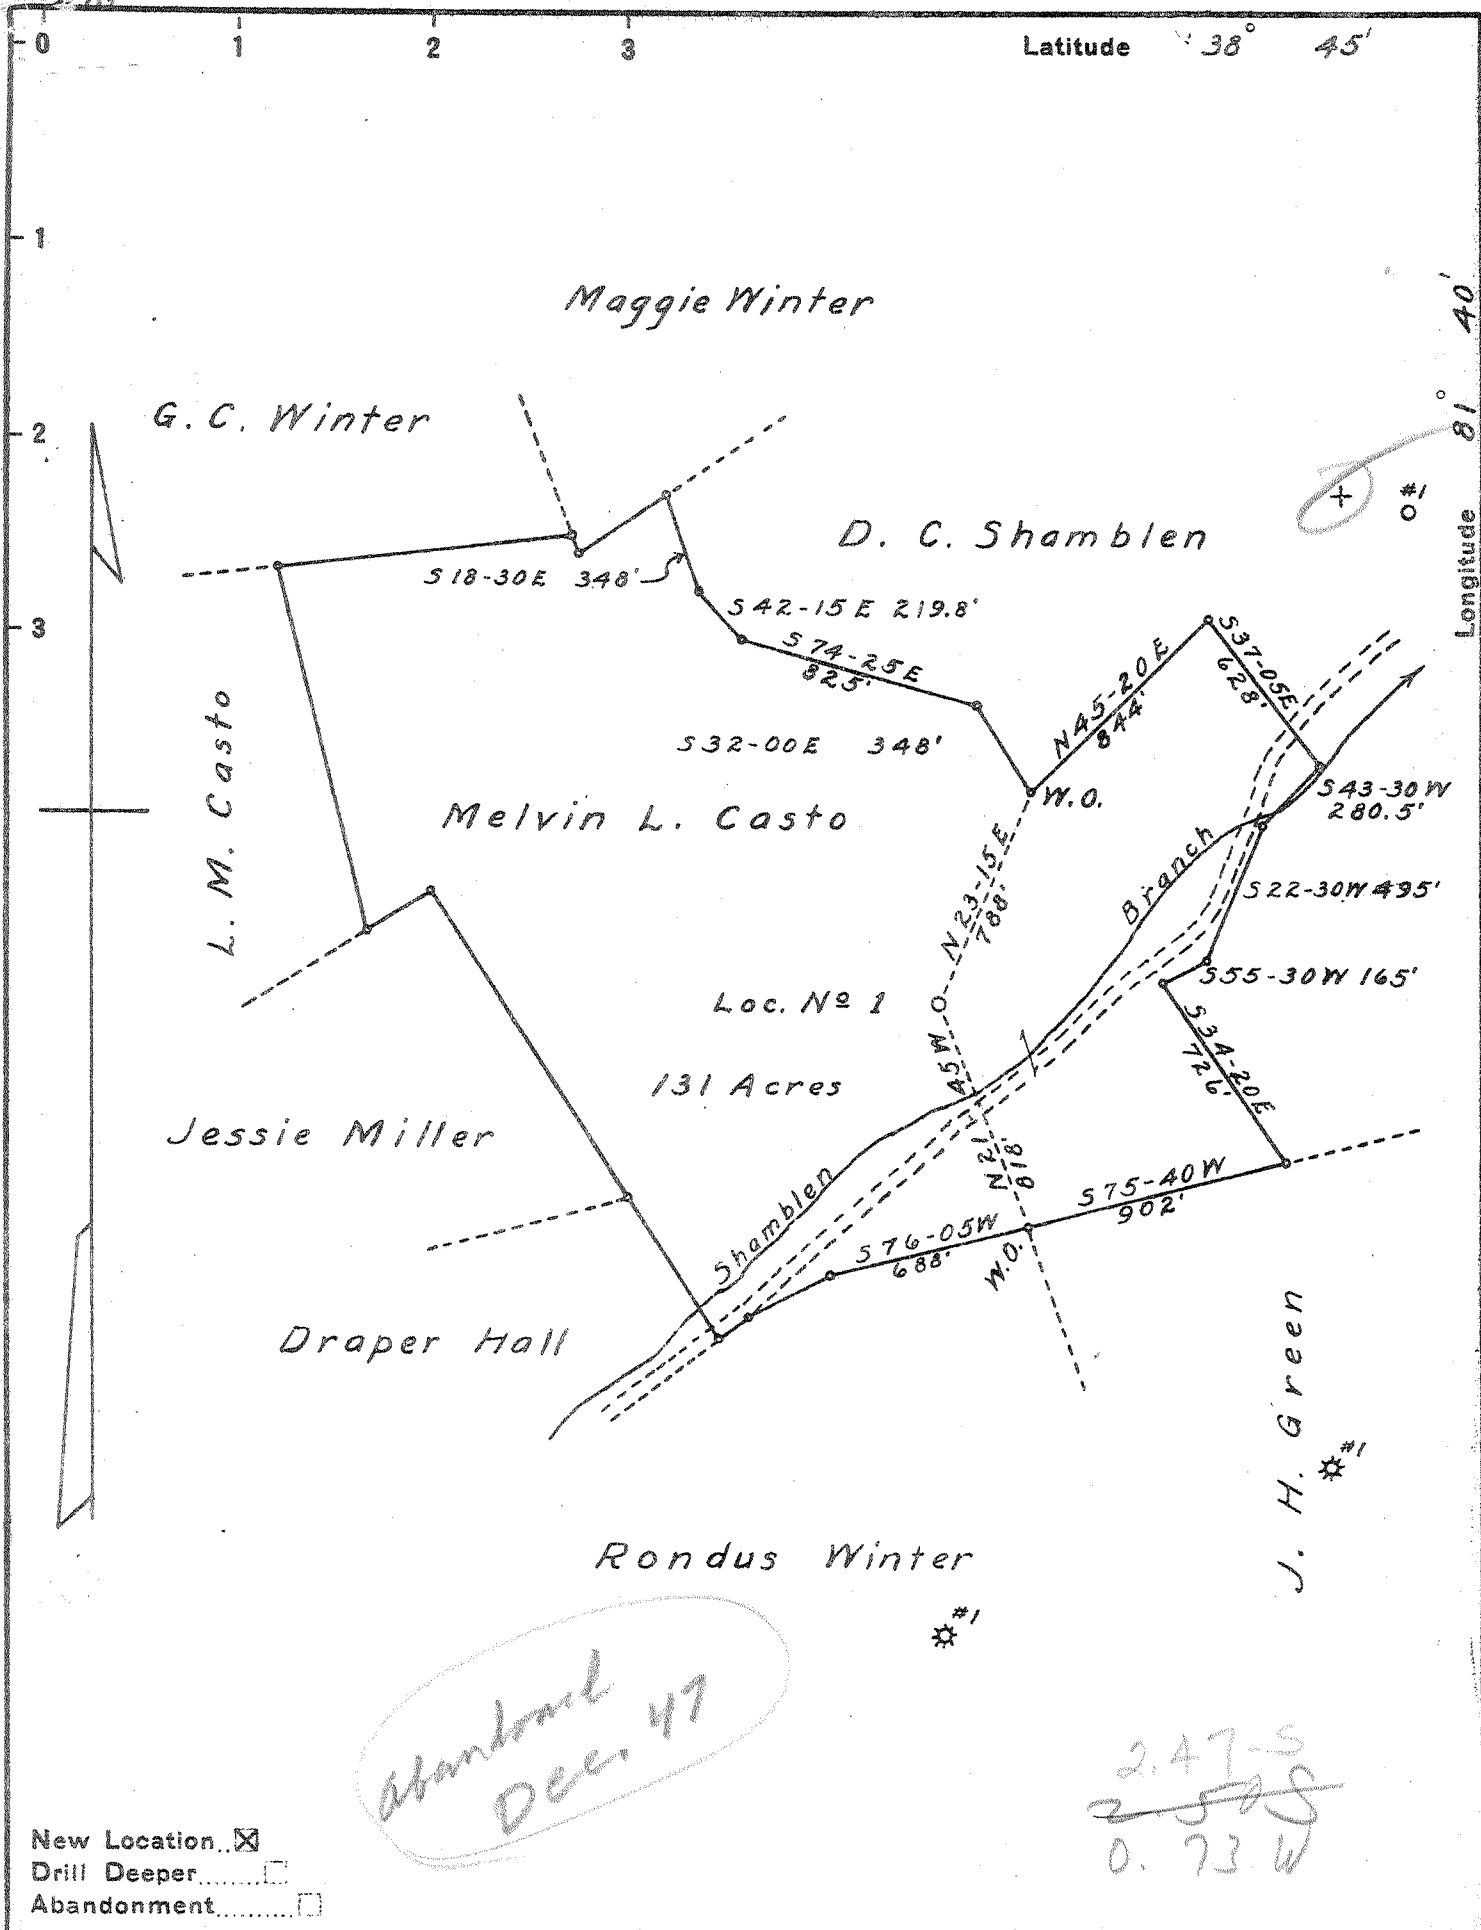 0 1 2 3 Latitude 38° 45'
1
2
3
Longitude 81° 40'
Maggie Winter
G. C. Winter
#1
D. C. Shamblen
S18-30E 348'
S42-15E 219.8'
S74-25E
825'
S32-00E 348'
N45-20E
844'
S37-05E
628'
W.O.
S43-30W
280.5'
L. M. Casto
Melvin L. Casto
N23-15E
788'
Branch
S22-30W 495'
S55-30W 165'
Loc. Nº 1
S34-20E
726'
131 Acres
N21 45W
818'
Jessie Miller
Shamblen
S75-40W
902'
S76-05W
688'
W.O.
Draper Hall
J. H. Green
#1
Rondus Winter
#1
abandoned
Dec. 47
2.47-S
2.50 S
0.73 W
New Location..☒
Drill Deeper........☐
Abandonment..........☐